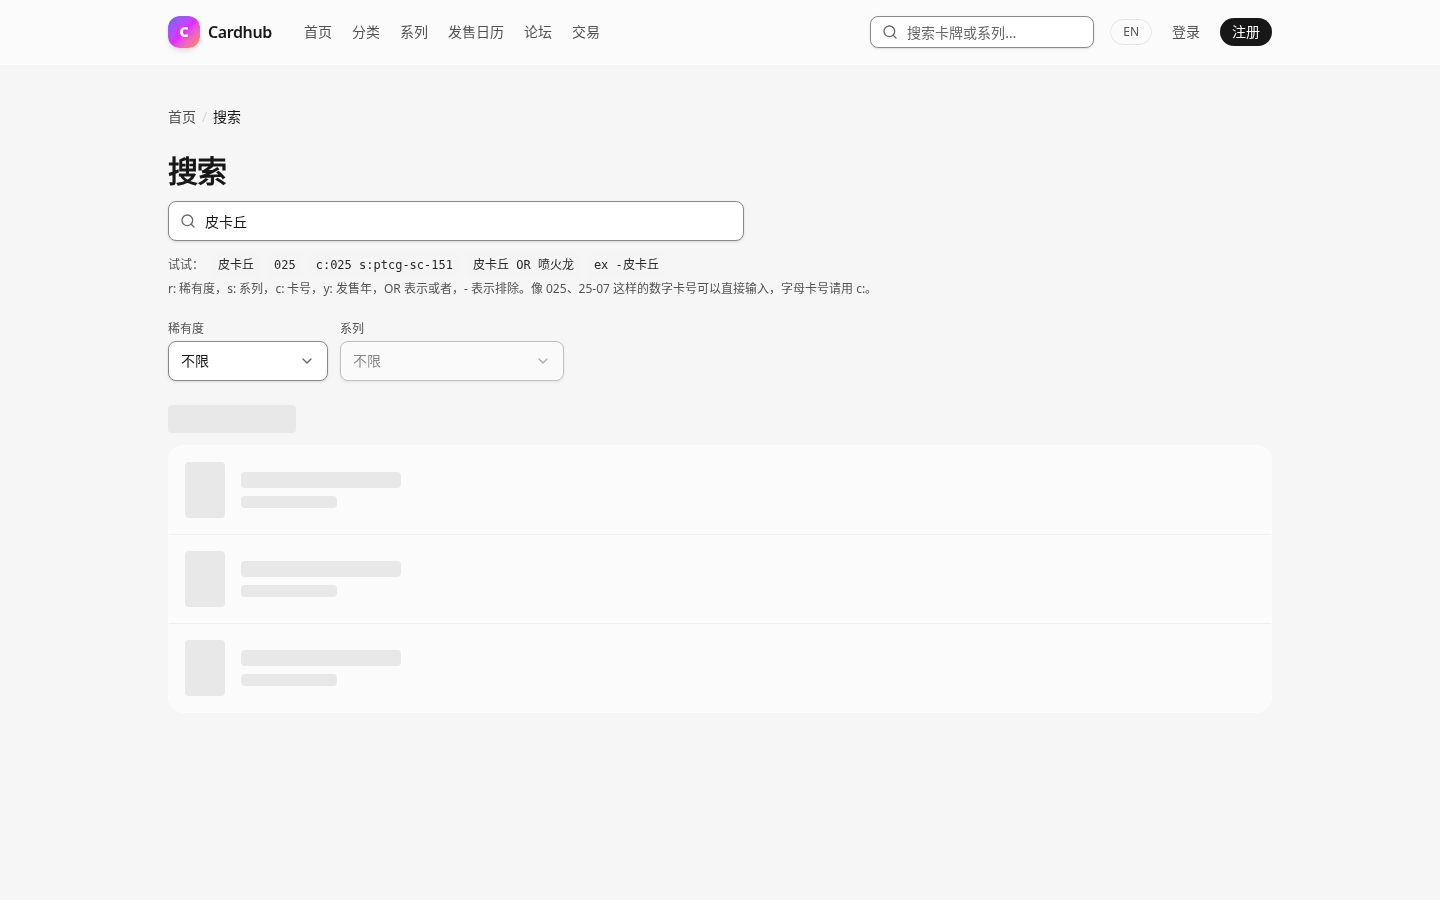 C Cardhub 首页 分类 系列 发售日历 论坛 交易 搜索卡牌或系列... EN 登录 注册
首页 / 搜索
搜索
皮卡丘
试试： 皮卡丘 025 c:025 s:ptcg-sc-151 皮卡丘 OR 喷火龙 ex -皮卡丘
r: 稀有度，s: 系列，c: 卡号，y: 发售年，OR 表示或者，- 表示排除。像 025、25-07 这样的数字卡号可以直接输入，字母卡号请用 c:。
稀有度 系列
不限 不限